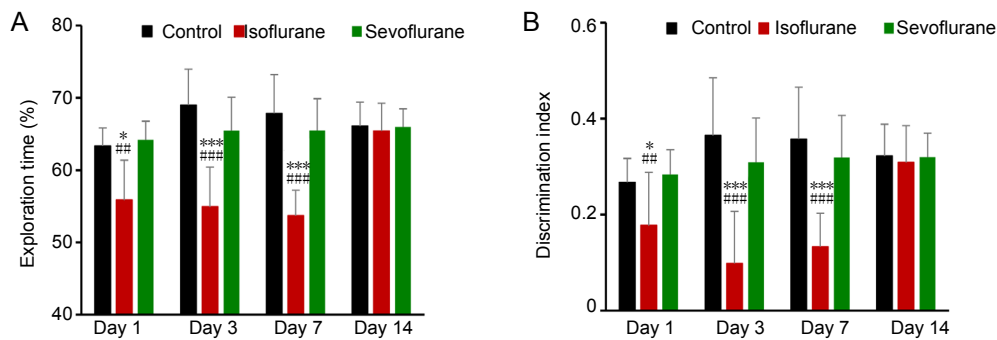 A
Exploration time (%)
80
70
60
50
40
Control Isoflurane Sevoflurane
*
##
***
###
***
###
Day 1 Day 3 Day 7 Day 14
B
Discrimination index
0.6
0.4
0.2
0
Control Isoflurane Sevoflurane
*
##
***
###
***
###
Day 1 Day 3 Day 7 Day 14